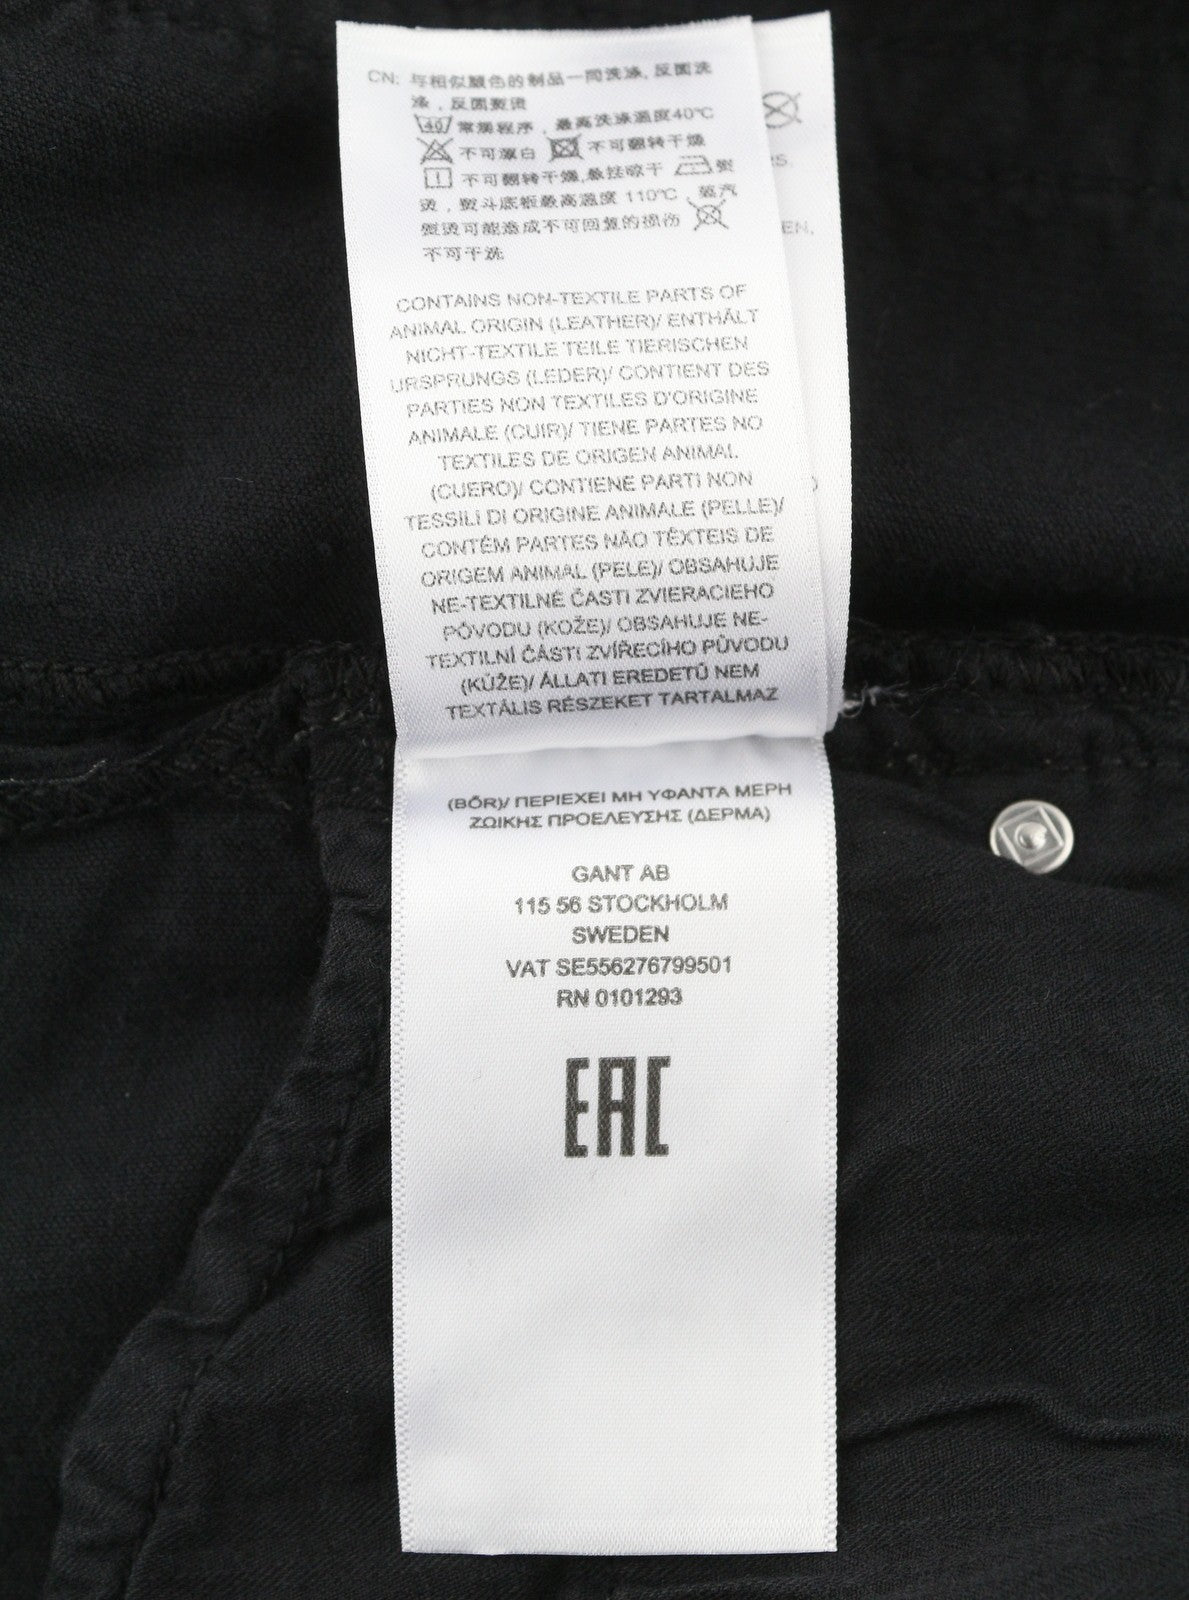 CN: 与相似颜色的制品一同洗涤, 反面洗
涤，反面熨烫
40 常规程序，最高洗涤温度40℃
不可漂白 不可翻转干燥
不可翻转干燥,悬挂晾干 熨
烫，熨斗底板最高温度 110℃ 蒸汽
熨烫可能造成不可回复的损伤
不可干洗
CONTAINS NON-TEXTILE PARTS OF
ANIMAL ORIGIN (LEATHER)/ ENTHÄLT
NICHT-TEXTILE TEILE TIERISCHEN
URSPRUNGS (LEDER)/ CONTIENT DES
PARTIES NON TEXTILES D'ORIGINE
ANIMALE (CUIR)/ TIENE PARTES NO
TEXTILES DE ORIGEN ANIMAL
(CUERO)/ CONTIENE PARTI NON
TESSILI DI ORIGINE ANIMALE (PELLE)/
CONTÉM PARTES NÃO TÊXTEIS DE
ORIGEM ANIMAL (PELE)/ OBSAHUJE
NE-TEXTILNÉ ČASTI ZVIERACIEHO
PÔVODU (KOŽE)/ OBSAHUJE NE-
TEXTILNÍ ČÁSTI ZVÍŘECÍHO PŮVODU
(KŮŽE)/ ÁLLATI EREDETŰ NEM
TEXTÁLIS RÉSZEKET TARTALMAZ
(BŐR)/ ΠΕΡΙΕΧΕΙ ΜΗ ΥΦΑΝΤΑ ΜΕΡΗ
ΖΩΙΚΗΣ ΠΡΟΕΛΕΥΣΗΣ (ΔΕΡΜΑ)
GANT AB
115 56 STOCKHOLM
SWEDEN
VAT SE556276799501
RN 0101293
EAC